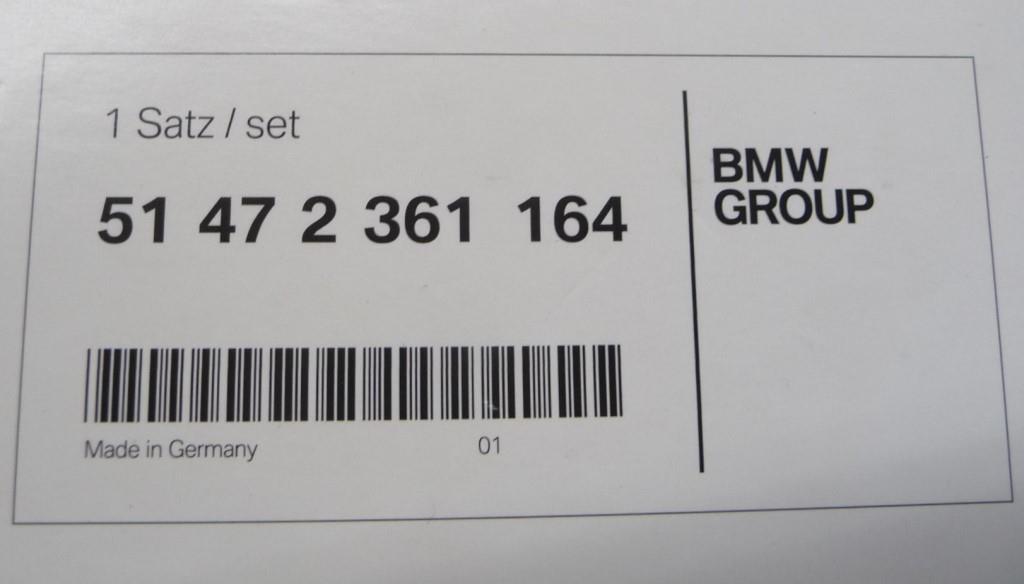 1 Satz / set
51 47 2 361 164
Made in Germany
01
BMW
GROUP